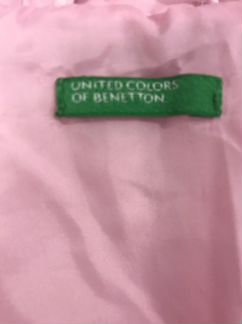 UNITED COLORS
OF BENETTON.